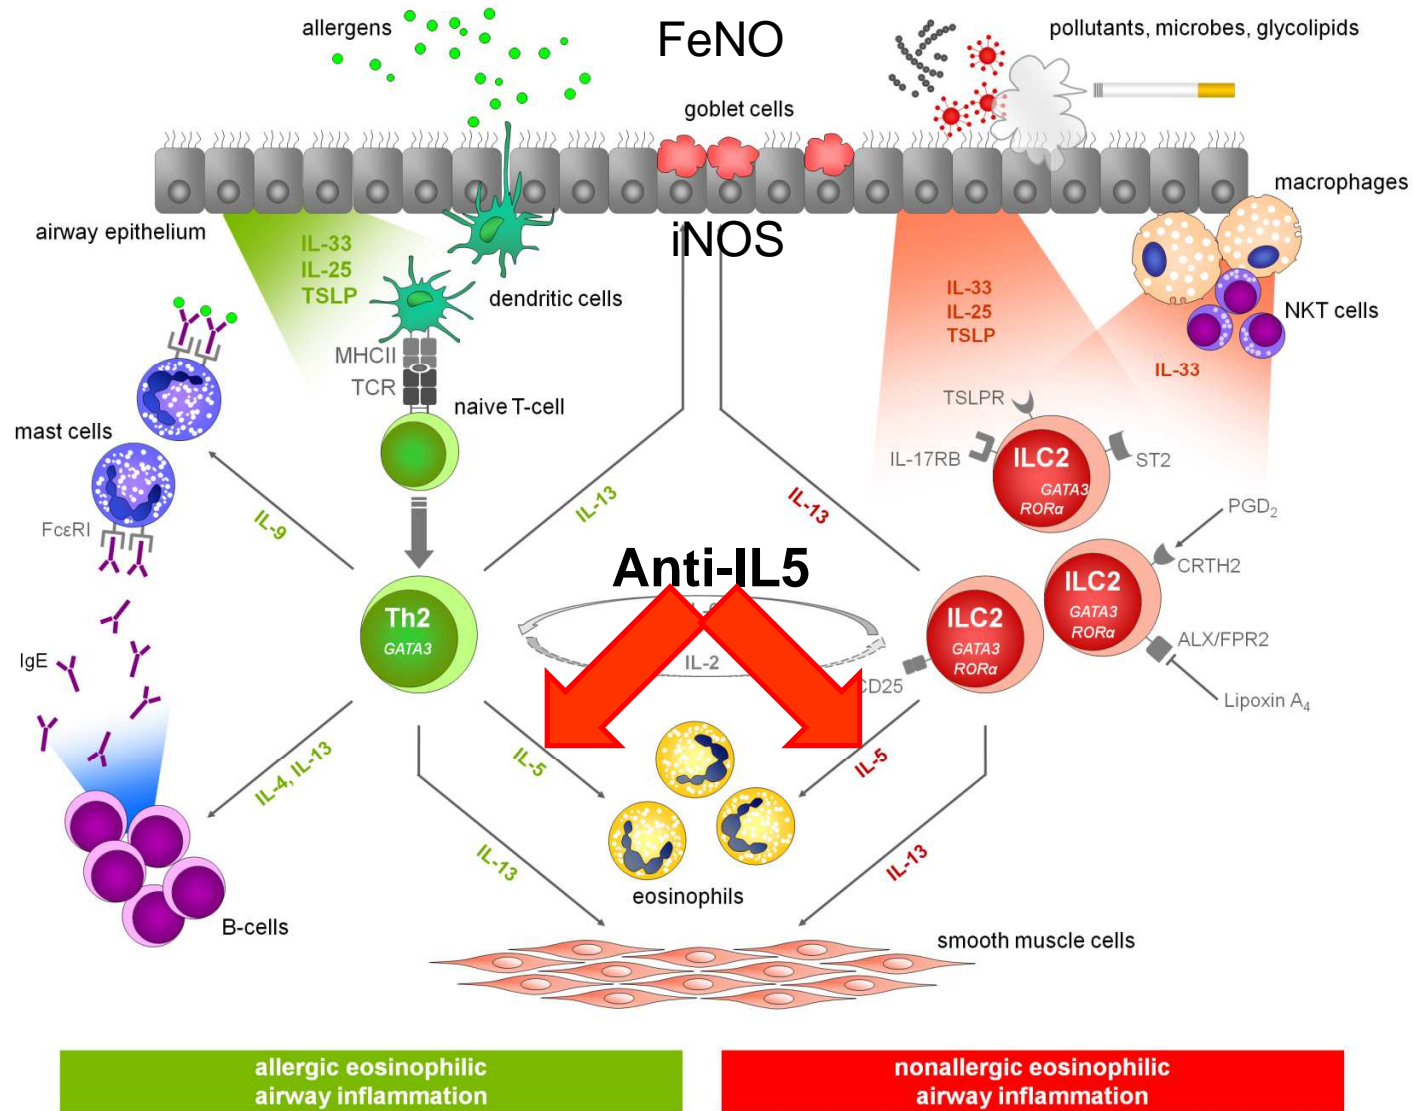 allergens
FeNO
pollutants, microbes, glycolipids
goblet cells
macrophages
airway epithelium
iNOS
IL-33
IL-25
TSLP
dendritic cells
IL-33
IL-25
TSLP
NKT cells
MHCII
TCR
IL-33
naive T-cell
TSLPR
mast cells
IL-17RB
ILC2
GATA3
RORα
ST2
FcεRI
IL-9
IL-13
IL-13
PGD2
Anti-IL5
CRTH2
ILC2
GATA3
RORα
Th2
GATA3
ILC2
GATA3
RORα
ALX/FPR2
IgE
IL-2
CD25
Lipoxin A4
IL-4, IL-13
IL-5
IL-5
IL-13
IL-13
eosinophils
B-cells
smooth muscle cells
allergic eosinophilic
airway inflammation
nonallergic eosinophilic
airway inflammation